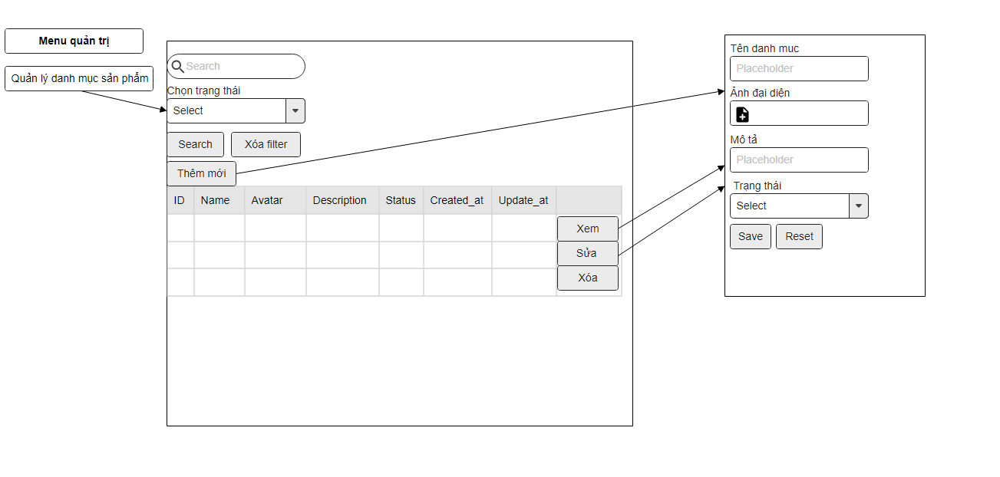 Menu quản trị
Quản lý danh mục sản phẩm
Search
Chọn trạng thái
Select
Search Xóa filter
Thêm mới
ID Name Avatar Description Status Created_at Update_at
Xem
Sửa
Xóa
Tên danh muc
Placeholder
Ảnh đại diện
Mô tả
Placeholder
Trạng thái
Select
Save Reset